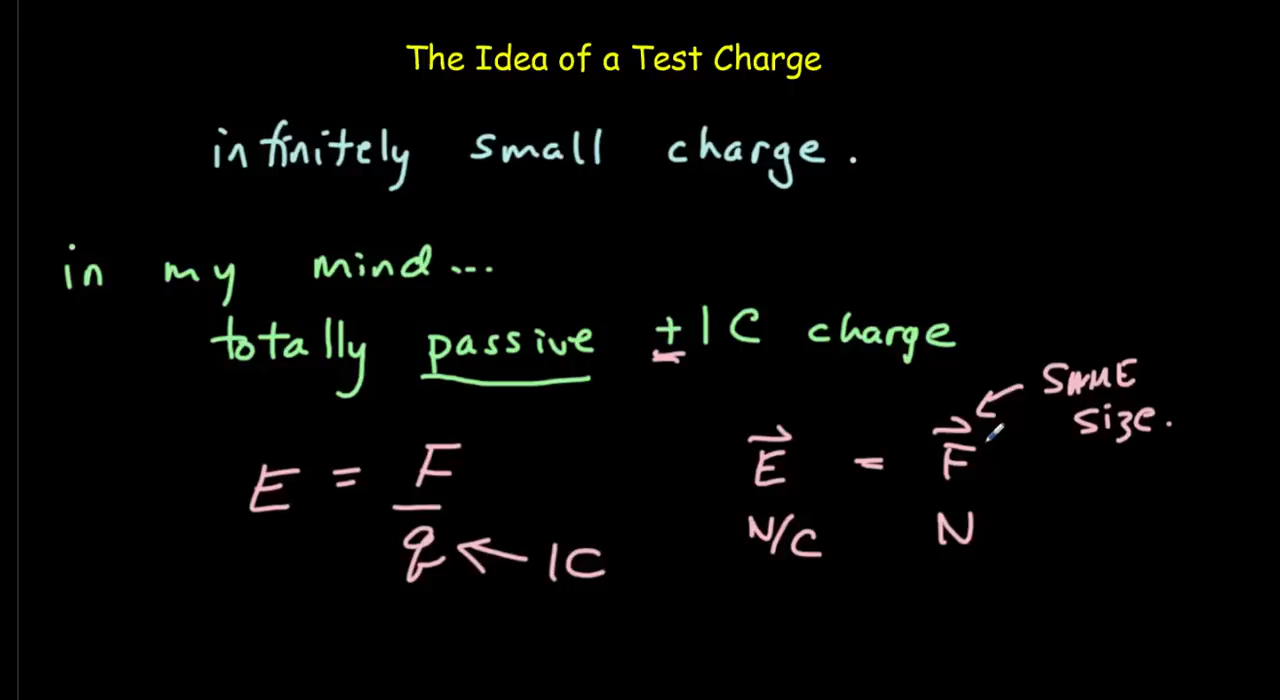 The Idea of a Test Charge
infinitely small charge.
in my mind...
totally passive +1C charge
SAME
size.
E = F/q ← 1C
E⃗ = F⃗
N/C N